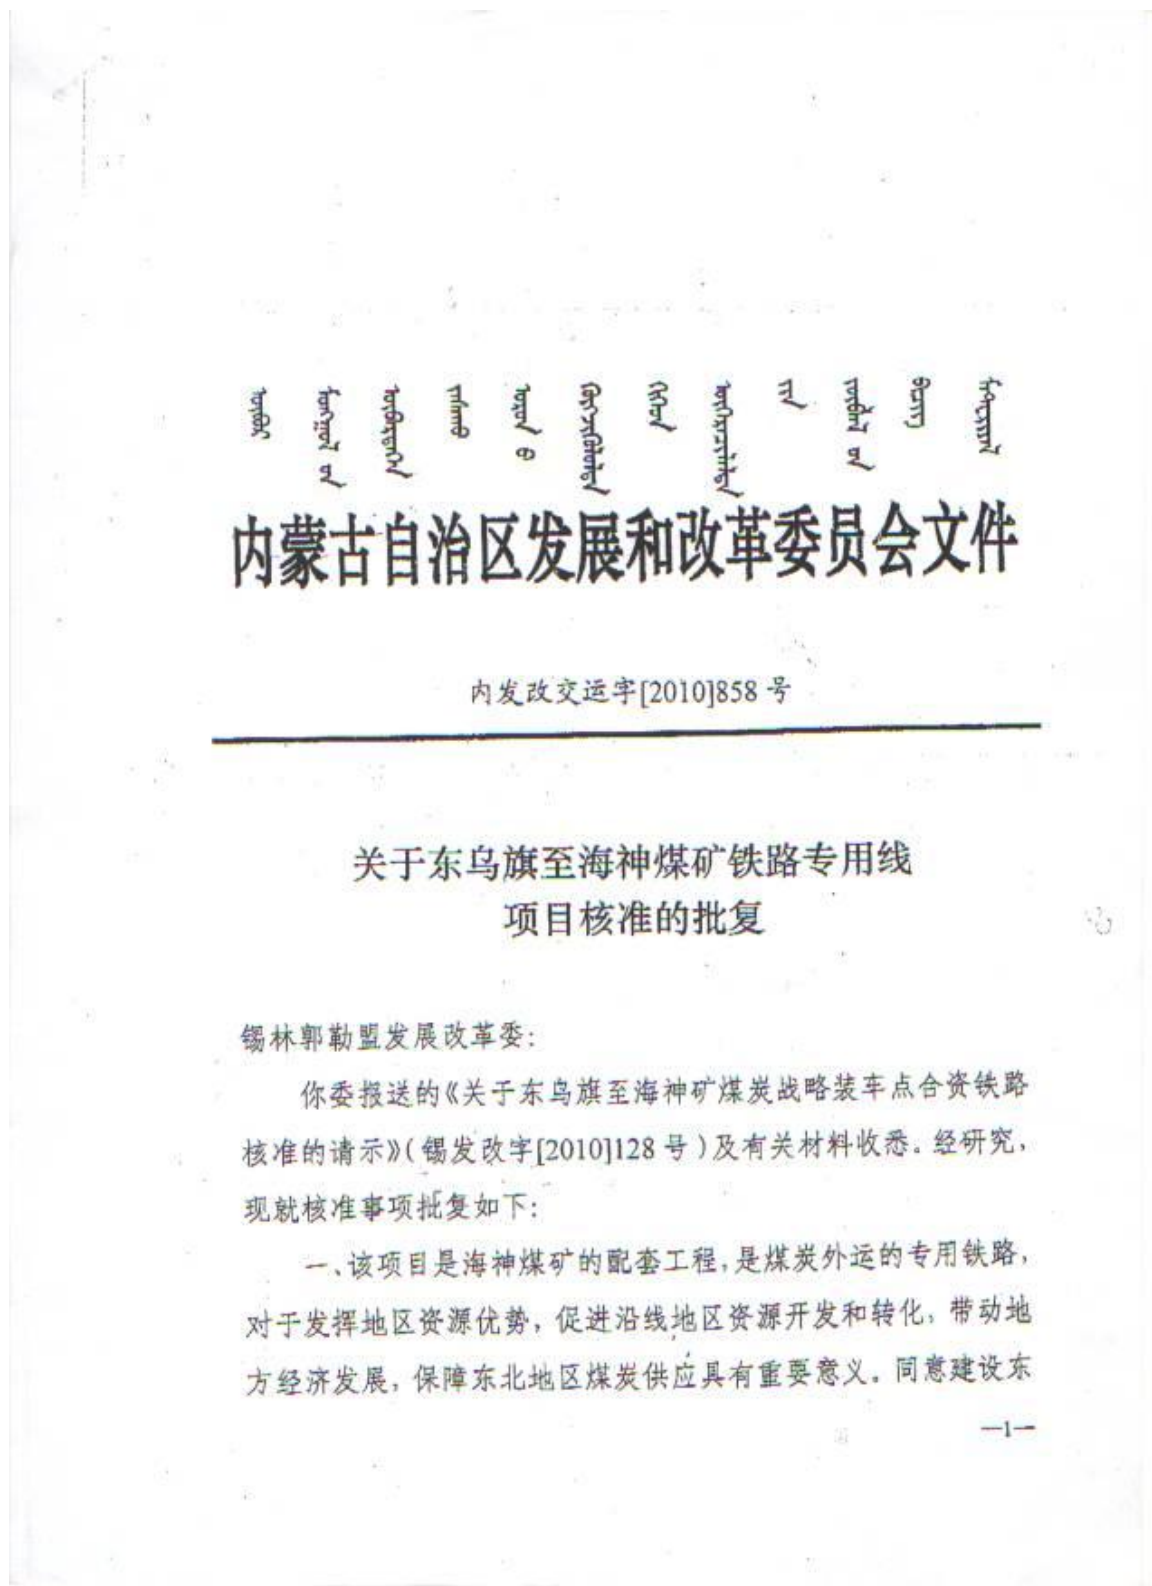 内蒙古自治区发展和改革委员会文件
内发改交运字[2010]858 号
关于东乌旗至海神煤矿铁路专用线
项目核准的批复
锡林郭勒盟发展改革委：
你委报送的《关于东乌旗至海神矿煤炭战略装车点合资铁路
核准的请示》（锡发改字[2010]128 号）及有关材料收悉。经研究，
现就核准事项批复如下：
一、该项目是海神煤矿的配套工程，是煤炭外运的专用铁路，
对于发挥地区资源优势，促进沿线地区资源开发和转化，带动地
方经济发展，保障东北地区煤炭供应具有重要意义。同意建设东
—1—